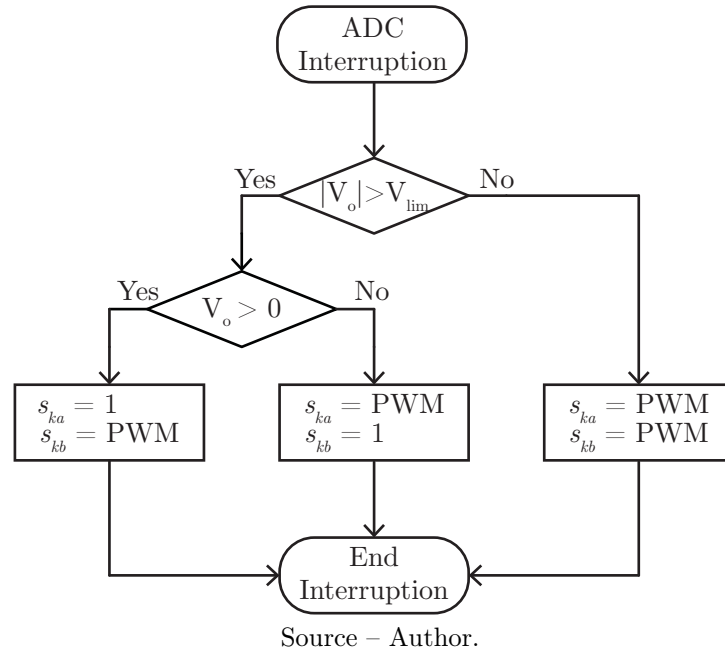 ADC
Interruption
Yes
|V_o|>V_lim
No
Yes
V_o > 0
No
s_ka = 1
s_kb = PWM
s_ka = PWM
s_kb = 1
s_ka = PWM
s_kb = PWM
End
Interruption
Source – Author.